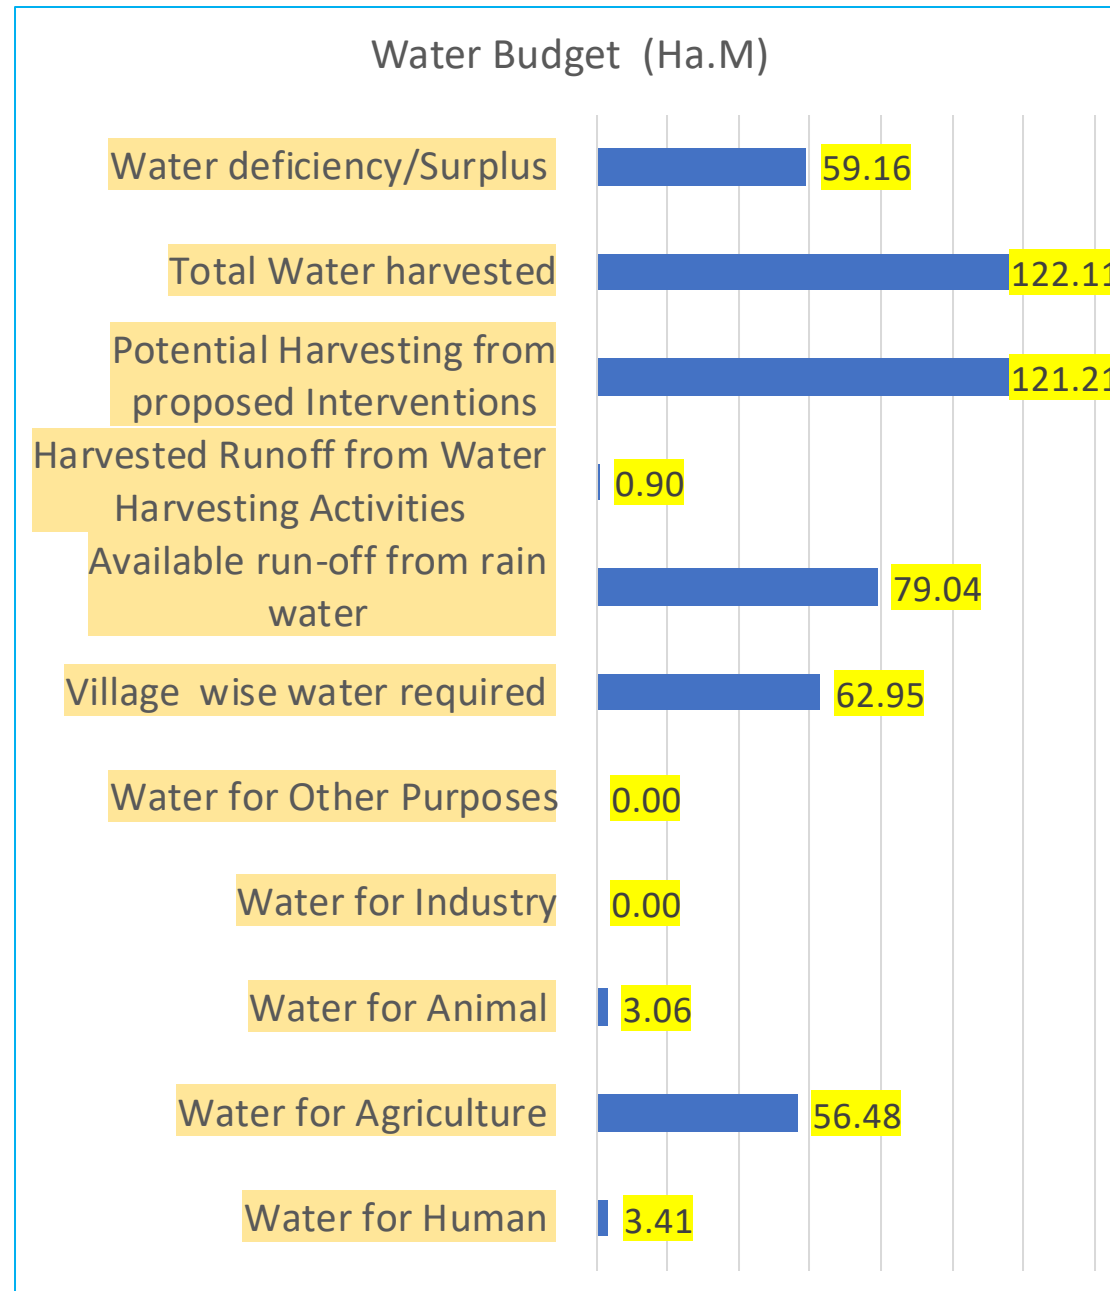 Water Budget  (Ha.M)
Water deficiency/Surplus 59.16
Total Water harvested 122.11
Potential Harvesting from
proposed Interventions 121.21
Harvested Runoff from Water
Harvesting Activities 0.90
Available run-off from rain
water 79.04
Village  wise water required 62.95
Water for Other Purposes 0.00
Water for Industry 0.00
Water for Animal 3.06
Water for Agriculture 56.48
Water for Human 3.41